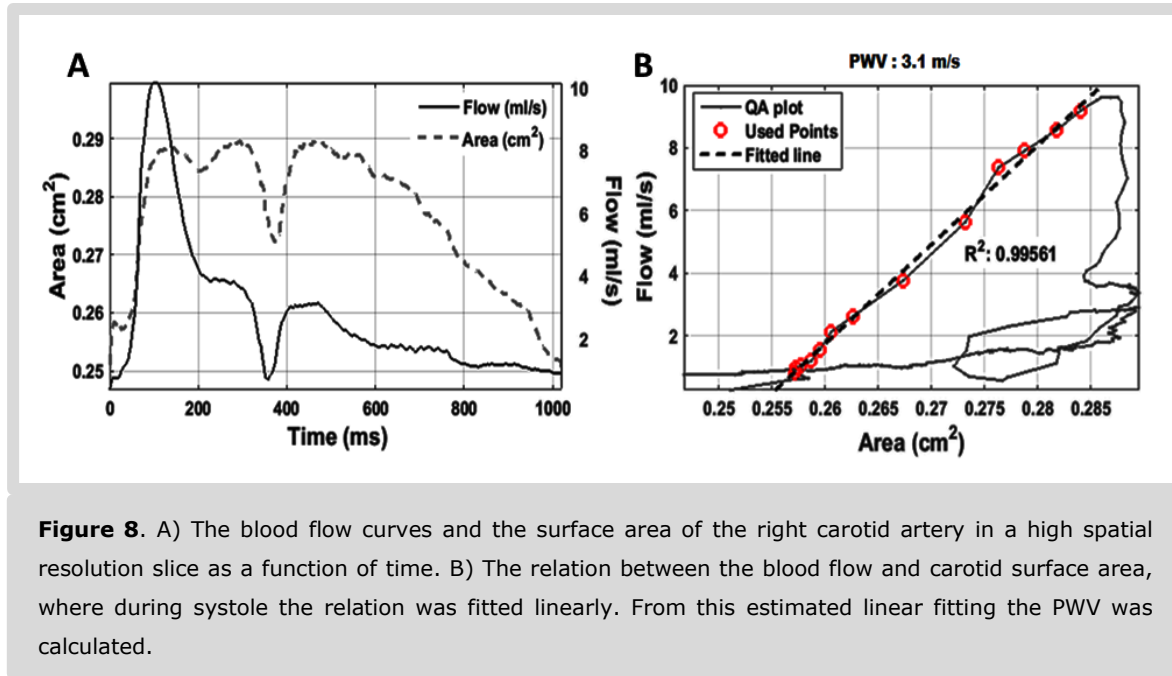 A
0.29
0.28
0.27
0.26
0.25
Area (cm²)
Flow (ml/s)
Area (cm²)
10
8
6
4
2
Flow (ml/s)
0 200 400 600 800 1000
Time (ms)
B
PWV : 3.1 m/s
10
8
6
4
2
Flow (ml/s)
QA plot
Used Points
Fitted line
R²: 0.99561
0.25 0.255 0.26 0.265 0.27 0.275 0.28 0.285
Area (cm²)
Figure 8. A) The blood flow curves and the surface area of the right carotid artery in a high spatial
resolution slice as a function of time. B) The relation between the blood flow and carotid surface area,
where during systole the relation was fitted linearly. From this estimated linear fitting the PWV was
calculated.